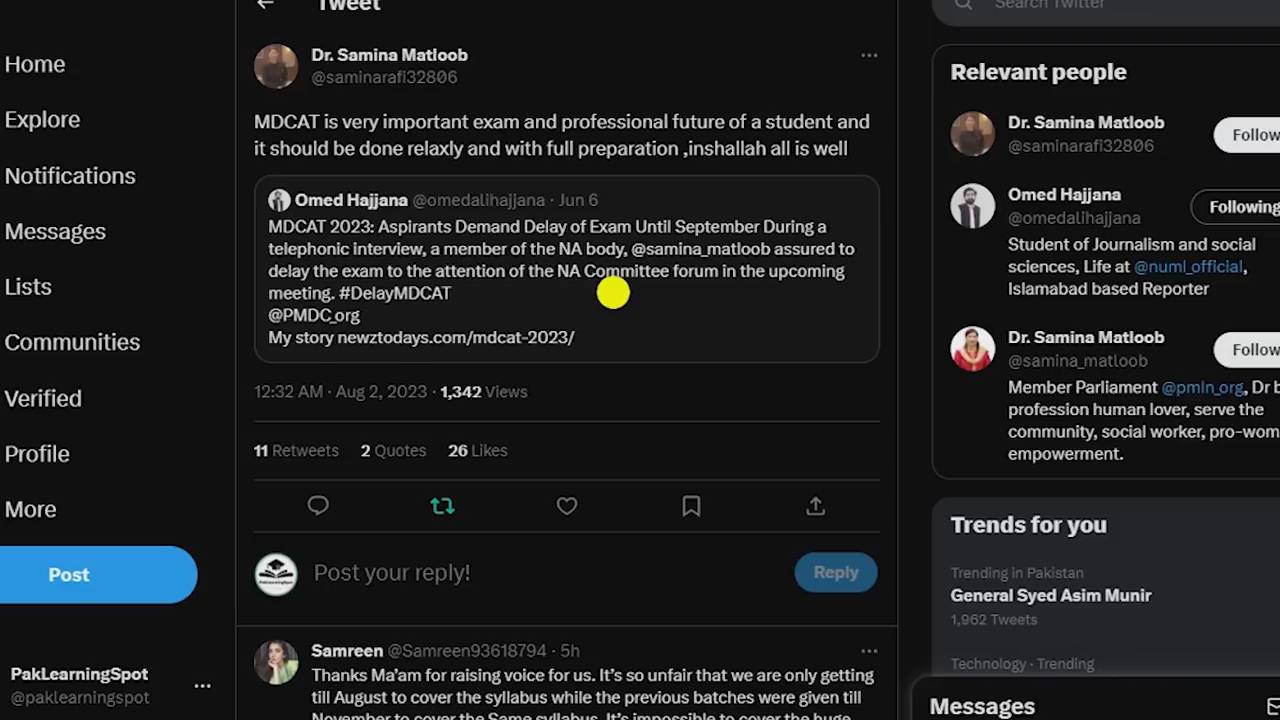 Tweet
Search Twitter
Home
Explore
Notifications
Messages
Lists
Communities
Verified
Profile
More
Post
PakLearningSpot
@paklearningspot
Dr. Samina Matloob
@saminarafi32806
MDCAT is very important exam and professional future of a student and
it should be done relaxly and with full preparation ,inshallah all is well
Omed Hajjana @omedalihajjana · Jun 6
MDCAT 2023: Aspirants Demand Delay of Exam Until September During a
telephonic interview, a member of the NA body, @samina_matloob assured to
delay the exam to the attention of the NA Committee forum in the upcoming
meeting. #DelayMDCAT
@PMDC_org
My story newztodays.com/mdcat-2023/
12:32 AM · Aug 2, 2023 · 1,342 Views
11 Retweets 2 Quotes 26 Likes
Post your reply!
Reply
Samreen @Samreen93618794 · 5h
Thanks Ma'am for raising voice for us. It's so unfair that we are only getting
till August to cover the syllabus while the previous batches were given till
November to cover the Same syllabus. It's impossible to cover the huge
Relevant people
Dr. Samina Matloob
@saminarafi32806
Follow
Omed Hajjana
@omedalihajjana
Following
Student of Journalism and social
sciences, Life at @numl_official,
Islamabad based Reporter
Dr. Samina Matloob
@samina_matloob
Follow
Member Parliament @pmln_org, Dr b
profession human lover, serve the
community, social worker, pro-wom
empowerment.
Trends for you
Trending in Pakistan
General Syed Asim Munir
1,962 Tweets
Technology · Trending
Messages